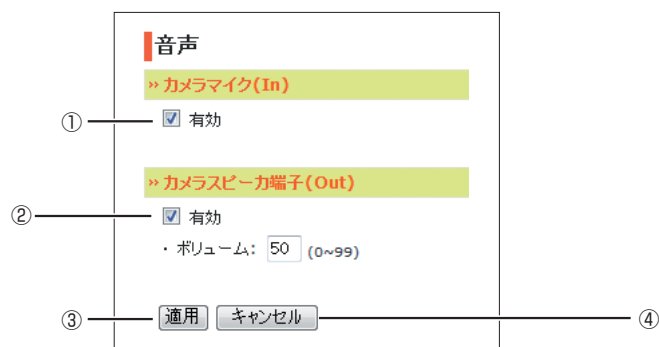 音声
» カメラマイク(In)
① 有効
» カメラスピーカ端子(Out)
② 有効
・ボリューム: 50 (0~99)
③ 適用 キャンセル ④